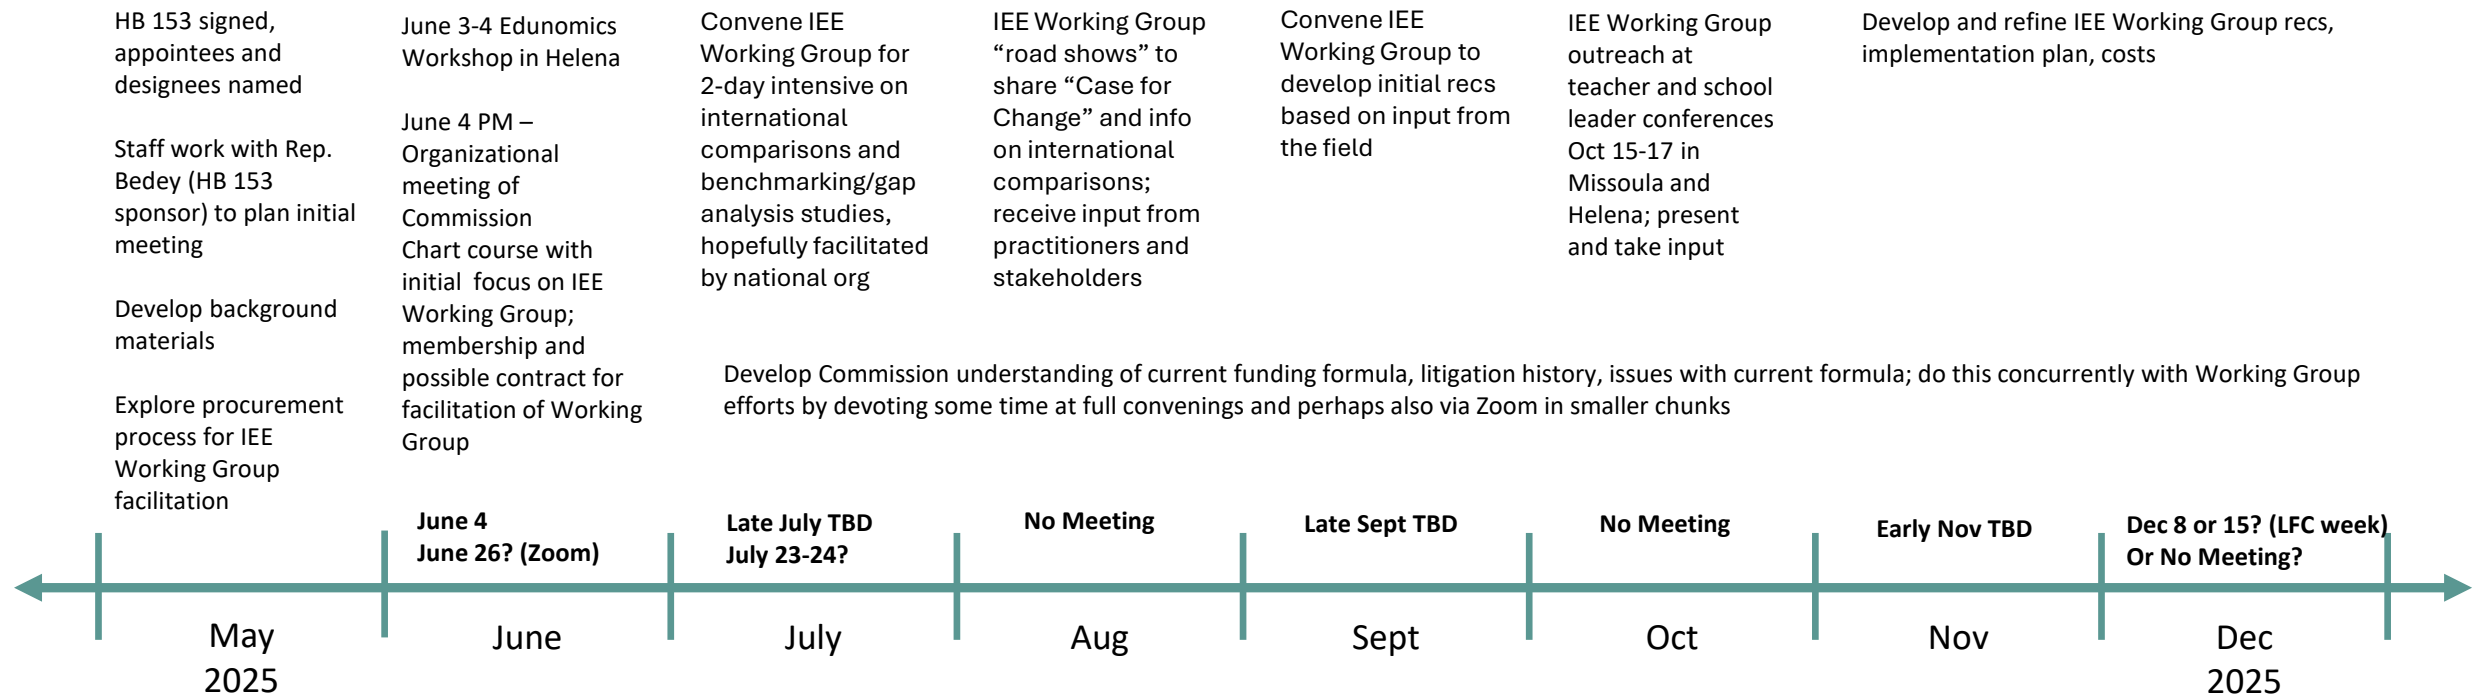 HB 153 signed,
appointees and
designees named
Staff work with Rep.
Bedey (HB 153
sponsor) to plan initial
meeting
Develop background
materials
Explore procurement
process for IEE
Working Group
facilitation
June 3-4 Edunomics
Workshop in Helena
June 4 PM –
Organizational
meeting of
Commission
Chart course with
initial focus on IEE
Working Group;
membership and
possible contract for
facilitation of Working
Group
Convene IEE
Working Group for
2-day intensive on
international
comparisons and
benchmarking/gap
analysis studies,
hopefully facilitated
by national org
IEE Working Group
“road shows” to
share “Case for
Change” and info
on international
comparisons;
receive input from
practitioners and
stakeholders
Convene IEE
Working Group to
develop initial recs
based on input from
the field
IEE Working Group
outreach at
teacher and school
leader conferences
Oct 15-17 in
Missoula and
Helena; present
and take input
Develop and refine IEE Working Group recs,
implementation plan, costs
Develop Commission understanding of current funding formula, litigation history, issues with current formula; do this concurrently with Working Group
efforts by devoting some time at full convenings and perhaps also via Zoom in smaller chunks
June 4
June 26? (Zoom)
Late July TBD
July 23-24?
No Meeting
Late Sept TBD
No Meeting
Early Nov TBD
Dec 8 or 15? (LFC week)
Or No Meeting?
May
2025
June
July
Aug
Sept
Oct
Nov
Dec
2025